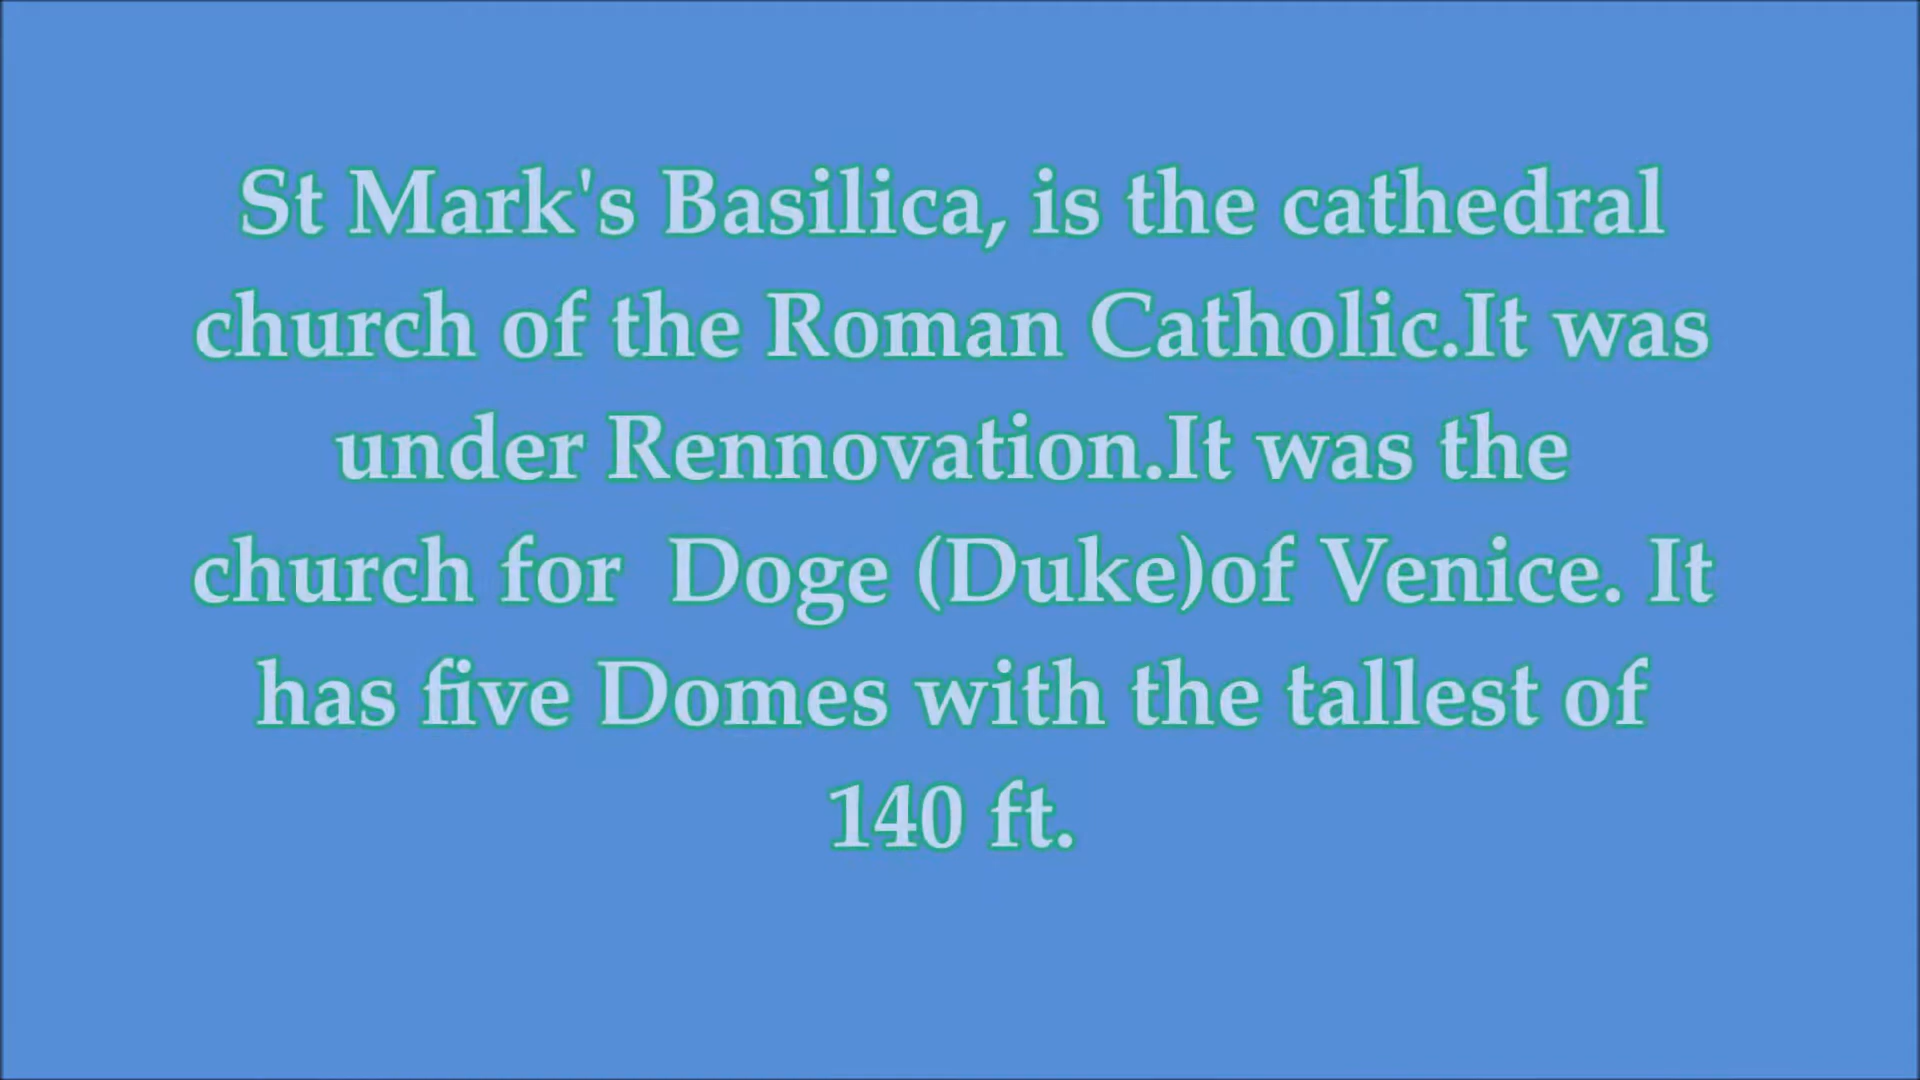 St Mark's Basilica, is the cathedral
church of the Roman Catholic.It was
under Rennovation.It was the
church for  Doge (Duke)of Venice. It
has five Domes with the tallest of
140 ft.